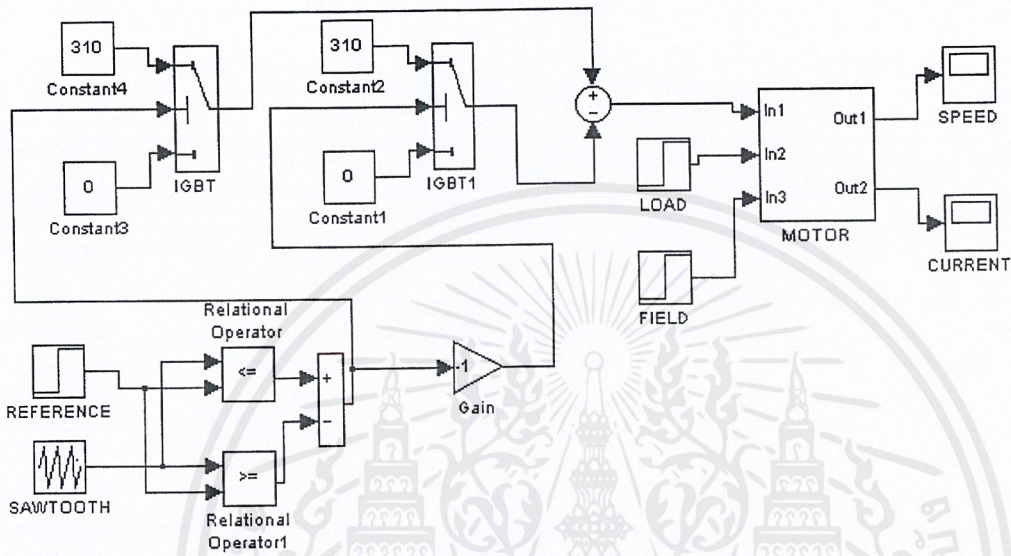 310
Constant4
310
Constant2
0
Constant3
IGBT
0
Constant1
IGBT1
+
−
LOAD
FIELD
In1
In2
In3
Out1
Out2
MOTOR
SPEED
CURRENT
REFERENCE
SAWTOOTH
Relational
Operator
<=
>=
Relational
Operator1
+
−
-1
Gain